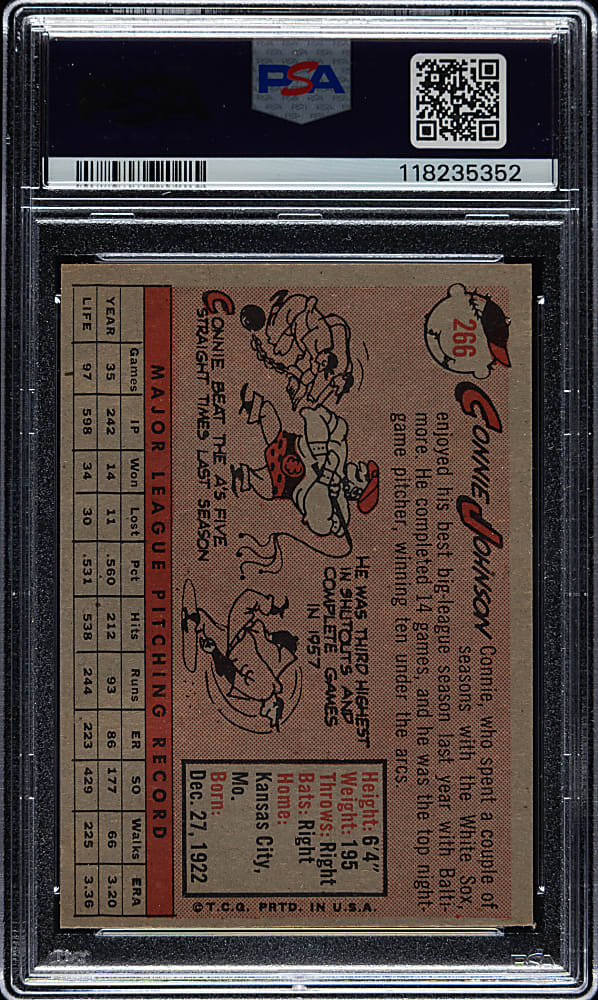 PSA
118235352
266
CONNIE JOHNSON
Connie, who spent a couple of
seasons with the White Sox,
enjoyed his best big-league season last year with Balti-
more. He completed 14 games, and he was the top night-
game pitcher, winning ten under the arcs.
CONNIE BEAT THE A'S FIVE
STRAIGHT TIMES LAST SEASON
HE WAS THIRD HIGHEST
IN SHUTOUTS AND
COMPLETE GAMES
IN 1957
Height: 6'4"
Weight: 195
Throws: Right
Bats: Right
Home:
Kansas City,
Mo.
Born:
Dec. 27, 1922
©T.C.G. PRTD. IN U.S.A.
MAJOR LEAGUE PITCHING RECORD
Games IP Won Lost Pct Hits Runs ER SO Walks ERA
YEAR 35 242 14 11 .560 212 93 86 177 66 3.20
LIFE 97 598 34 30 .531 538 244 223 429 225 3.36
PSA